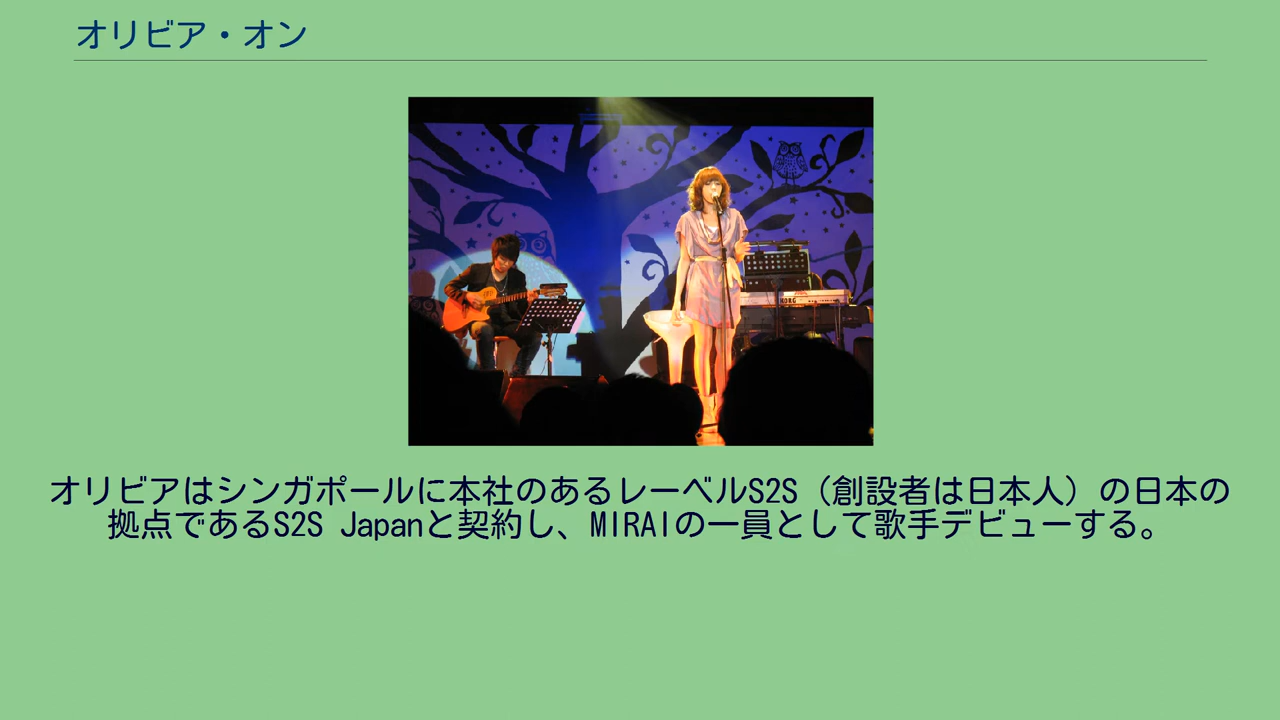 オリビア・オン
KORG
オリビアはシンガポールに本社のあるレーベルS2S（創設者は日本人）の日本の
拠点であるS2S Japanと契約し、MIRAIの一員として歌手デビューする。